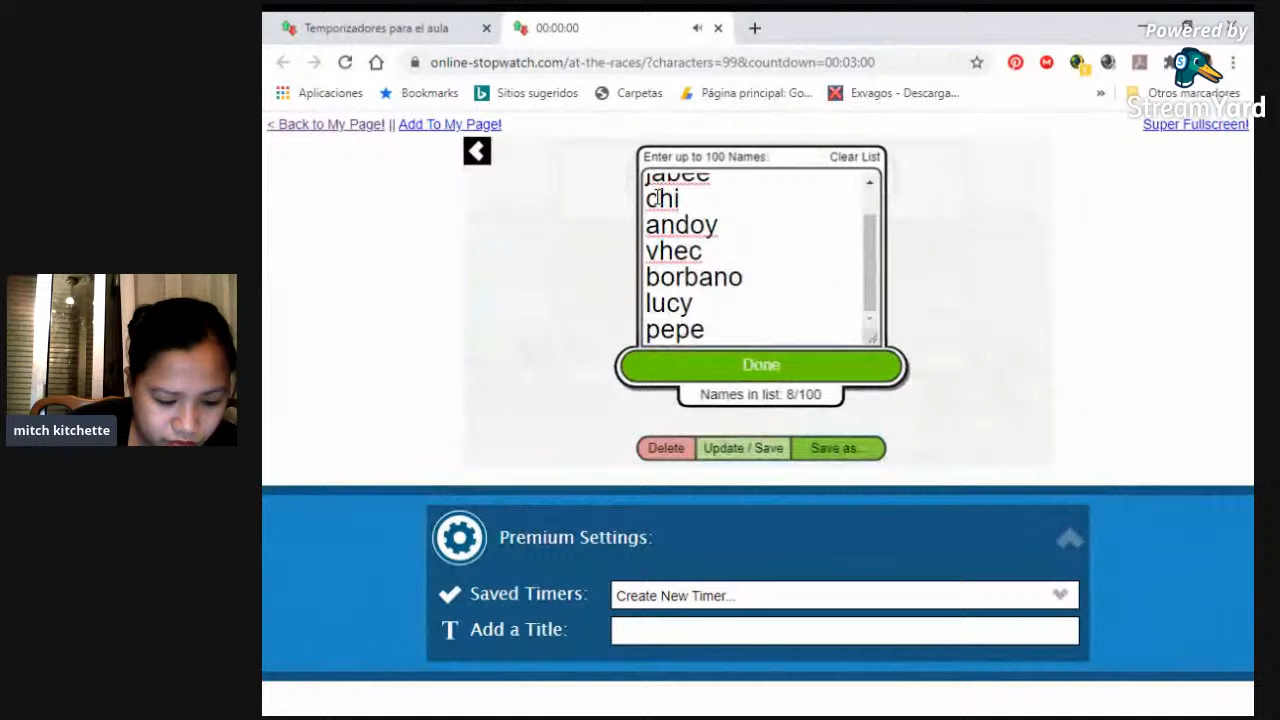 Temporizadores para el aula
00:00:00
Powered by
online-stopwatch.com/at-the-races/?characters=99&countdown=00:03:00
Aplicaciones
Bookmarks
Sitios sugeridos
Carpetas
Página principal: Go...
Exvagos - Descarga...
»
Otros marcadores
StreamYard
< Back to My Page! || Add To My Page!
Super Fullscreen!
Enter up to 100 Names:
Clear List
jabee
chi
andoy
vhec
borbano
lucy
pepe
Done
Names in list: 8/100
Delete
Update / Save
Save as...
mitch kitchette
Premium Settings:
Saved Timers:
Create New Timer...
T Add a Title: